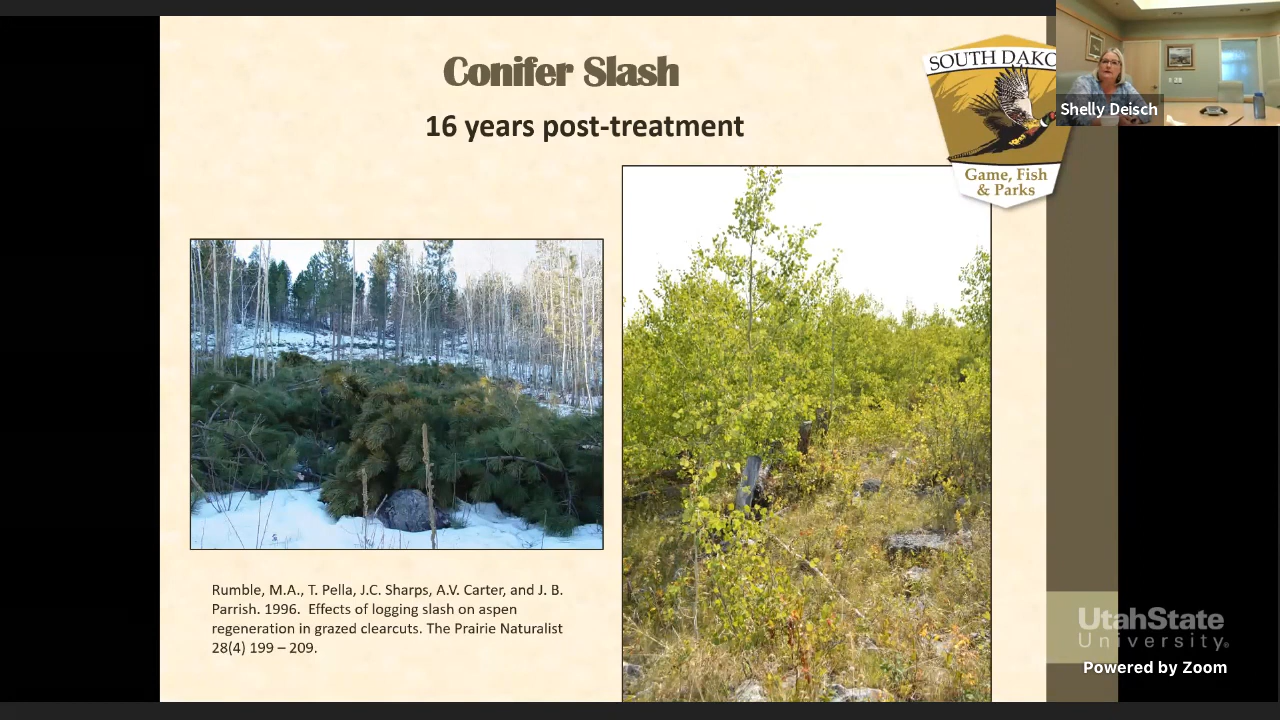 Conifer Slash
16 years post-treatment
SOUTH DAKO
Game, Fish
& Parks
Shelly Deisch
Rumble, M.A., T. Pella, J.C. Sharps, A.V. Carter, and J. B.
Parrish. 1996. Effects of logging slash on aspen
regeneration in grazed clearcuts. The Prairie Naturalist
28(4) 199 – 209.
UtahState
University
Powered by Zoom